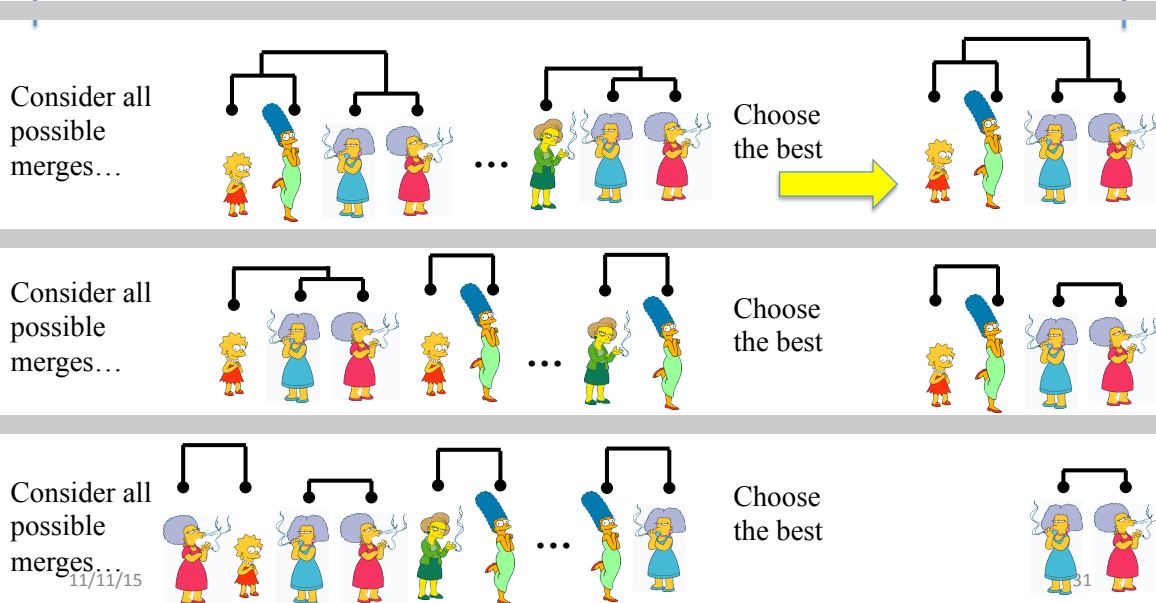 Consider all
possible
merges…
...
Choose
the best
Consider all
possible
merges…
...
Choose
the best
Consider all
possible
merges…
...
Choose
the best
11/11/15
31